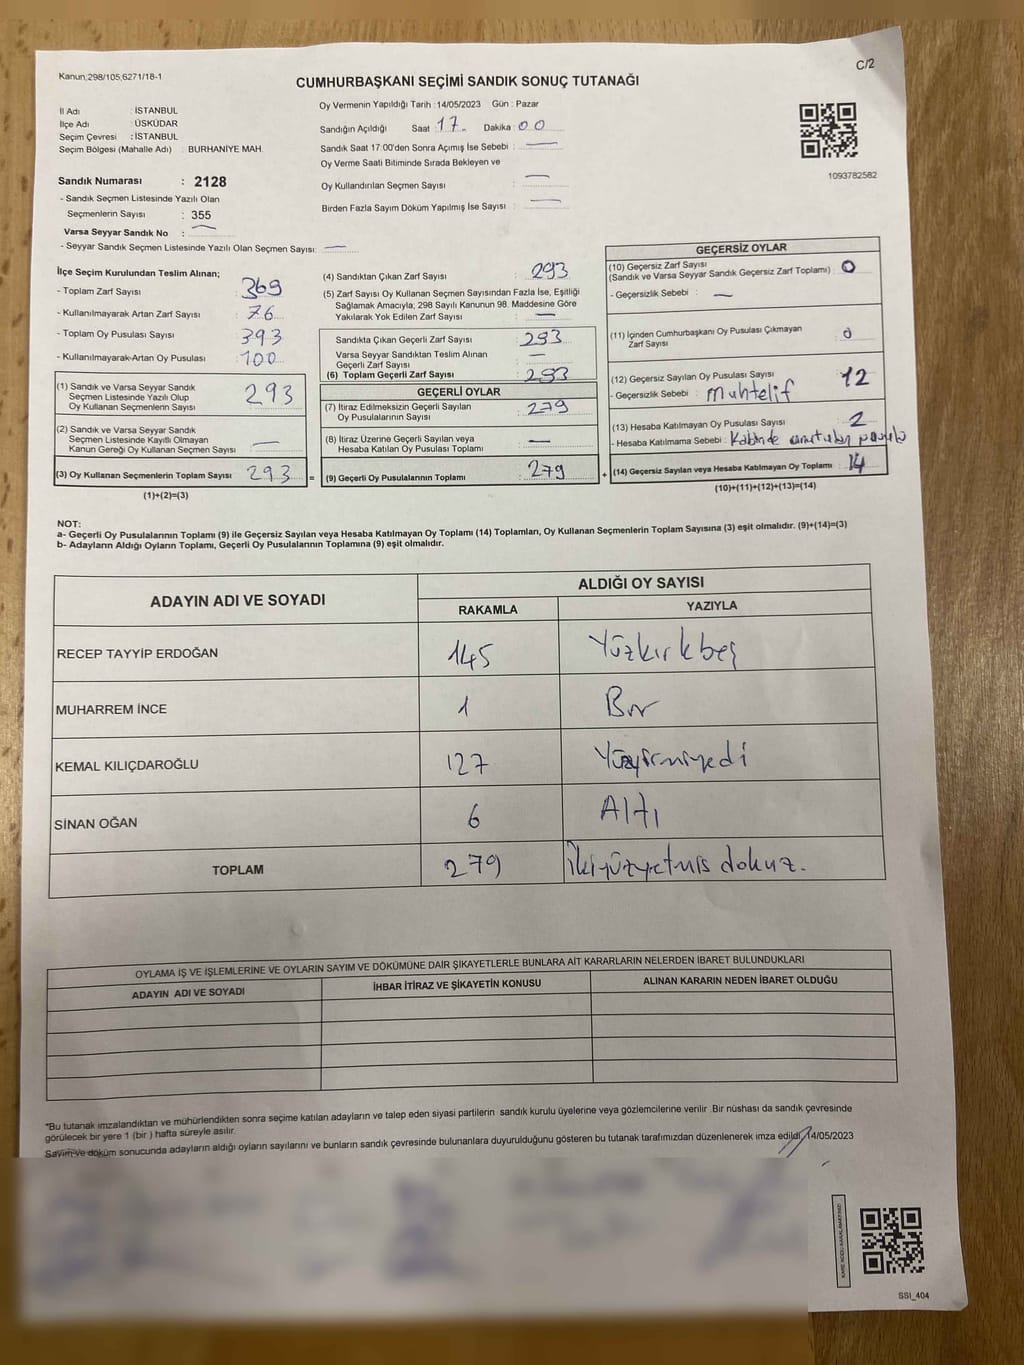 Kanun,298/105,6271/18-1
C/2
CUMHURBAŞKANI SEÇİMİ SANDIK SONUÇ TUTANAĞI
İl Adı : İSTANBUL
İlçe Adı : ÜSKÜDAR
Seçim Çevresi : İSTANBUL
Seçim Bölgesi (Mahalle Adı) : BURHANİYE MAH.
Sandık Numarası : 2128
- Sandık Seçmen Listesinde Yazılı Olan
Seçmenlerin Sayısı : 355
Varsa Seyyar Sandık No : —
- Seyyar Sandık Seçmen Listesinde Yazılı Olan Seçmen Sayısı: —
Oy Vermenin Yapıldığı Tarih : 14/05/2023 Gün : Pazar
Sandığın Açıldığı Saat : 17 Dakika : 00
Sandık Saat 17:00'den Sonra Açımış İse Sebebi : —
Oy Verme Saati Bitiminde Sırada Bekleyen ve
Oy Kullandırılan Seçmen Sayısı : —
Birden Fazla Sayım Döküm Yapılmış İse Sayısı : —
1093782582
İlçe Seçim Kurulundan Teslim Alınan;
- Toplam Zarf Sayısı : 369
- Kullanılmayarak Artan Zarf Sayısı : 76
- Toplam Oy Pusulası Sayısı : 393
- Kullanılmayarak Artan Oy Pusulası : 100
(1) Sandık ve Varsa Seyyar Sandık
Seçmen Listesinde Yazılı Olup
Oy Kullanan Seçmenlerin Sayısı : 293
(2) Sandık ve Varsa Seyyar Sandık
Seçmen Listesinde Kayıtlı Olmayan
Kanun Gereği Oy Kullanan Seçmen Sayısı : —
(3) Oy Kullanan Seçmenlerin Toplam Sayısı : 293 =
(1)+(2)=(3)
(4) Sandıktan Çıkan Zarf Sayısı : 293
(5) Zarf Sayısı Oy Kullanan Seçmen Sayısından Fazla İse, Eşitliği
Sağlamak Amacıyla; 298 Sayılı Kanunun 98. Maddesine Göre
Yakılarak Yok Edilen Zarf Sayısı : —
Sandıkta Çıkan Geçerli Zarf Sayısı : 293
Varsa Seyyar Sandıktan Teslim Alınan
Geçerli Zarf Sayısı : —
(6) Toplam Geçerli Zarf Sayısı : 293
GEÇERLİ OYLAR
(7) İtiraz Edilmeksizin Geçerli Sayılan
Oy Pusulalarının Sayısı : 279
(8) İtiraz Üzerine Geçerli Sayılan veya
Hesaba Katılan Oy Pusulası Toplamı : —
(9) Geçerli Oy Pusulalarının Toplamı : 279 +
GEÇERSİZ OYLAR
(10) Geçersiz Zarf Sayısı
(Sandık ve Varsa Seyyar Sandık Geçersiz Zarf Toplamı) : 0
- Geçersizlik Sebebi : —
(11) İçinden Cumhurbaşkanı Oy Pusulası Çıkmayan
Zarf Sayısı : 0
(12) Geçersiz Sayılan Oy Pusulası Sayısı : 12
- Geçersizlik Sebebi : Muhtelif
(13) Hesaba Katılmayan Oy Pusulası Sayısı : 2
- Hesaba Katılmama Sebebi : Kabinde unutulan pusula
(14) Geçersiz Sayılan veya Hesaba Katılmayan Oy Toplamı : 14
(10)+(11)+(12)+(13)=(14)
NOT:
a- Geçerli Oy Pusulalarının Toplamı (9) ile Geçersiz Sayılan veya Hesaba Katılmayan Oy Toplamı (14) Toplamları, Oy Kullanan Seçmenlerin Toplam Sayısına (3) eşit olmalıdır. (9)+(14)=(3)
b- Adayların Aldığı Oyların Toplamı, Geçerli Oy Pusulalarının Toplamına (9) eşit olmalıdır.
ADAYIN ADI VE SOYADI
ALDIĞI OY SAYISI
RAKAMLA YAZIYLA
RECEP TAYYİP ERDOĞAN 145 Yüzkırkbeş
MUHARREM İNCE 1 Bir
KEMAL KILIÇDAROĞLU 127 Yüzyirmiyedi
SİNAN OĞAN 6 Altı
TOPLAM 279 İkiyüzyetmiş dokuz.
OYLAMA İŞ VE İŞLEMLERİNE VE OYLARIN SAYIM VE DÖKÜMÜNE DAİR ŞİKAYETLERLE BUNLARA AİT KARARLARIN NELERDEN İBARET BULUNDUKLARI
ADAYIN ADI VE SOYADI İHBAR İTİRAZ VE ŞİKAYETİN KONUSU ALINAN KARARIN NEDEN İBARET OLDUĞU
*Bu tutanak imzalandıktan ve mühürlendikten sonra seçime katılan adayların ve talep eden siyasi partilerin sandık kurulu üyelerine veya gözlemcilerine verilir .Bir nüshası da sandık çevresinde
görülecek bir yere 1 (bir ) hafta süreyle asılır.
Sayım ve döküm sonucunda adayların aldığı oyların sayılarını ve bunların sandık çevresinde bulunanlara duyurulduğunu gösteren bu tutanak tarafımızdan düzenlenerek imza edildi. 14/05/2023
SSI_404